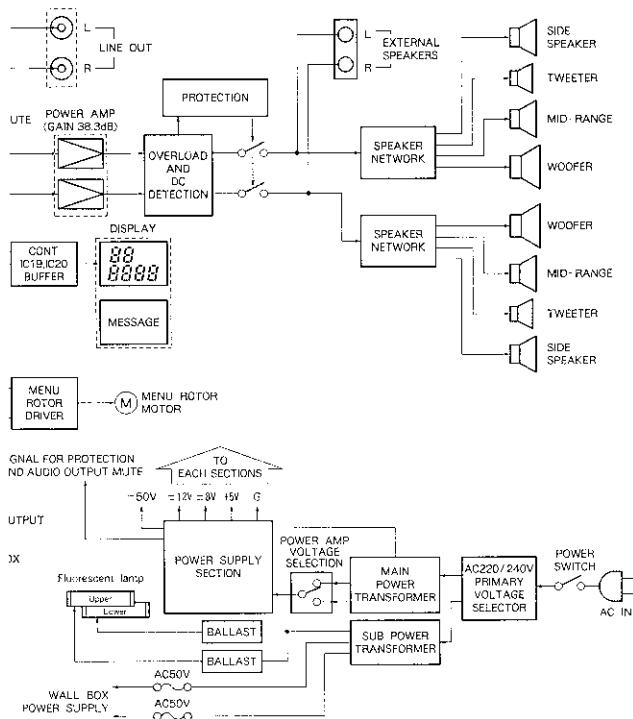 L
LINE OUT
R
L
EXTERNAL
SPEAKERS
R
SIDE
SPEAKER
TWEETER
MID-RANGE
WOOFER
PROTECTION
UTE
POWER AMP
(GAIN 38.3dB)
OVERLOAD
AND
DC
DETECTION
SPEAKER
NETWORK
SPEAKER
NETWORK
WOOFER
MID-RANGE
TWEETER
SIDE
SPEAKER
DISPLAY
CONT
IC19,IC20
BUFFER
88
8888
MESSAGE
MENU
ROTOR
DRIVER
M
MENU ROTOR
MOTOR
GNAL FOR PROTECTION
ND AUDIO OUTPUT MUTE
TO
EACH SECTIONS
±50V ±12V ±8V +5V G
UTPUT
OX
POWER SUPPLY
SECTION
POWER AMP
VOLTAGE
SELECTION
MAIN
POWER
TRANSFORMER
AC220/240V
PRIMARY
VOLTAGE
SELECTOR
POWER
SWITCH
AC IN
Fluorescent lamp
Upper
Lower
BALLAST
BALLAST
SUB POWER
TRANSFORMER
AC50V
WALL BOX
POWER SUPPLY
AC50V